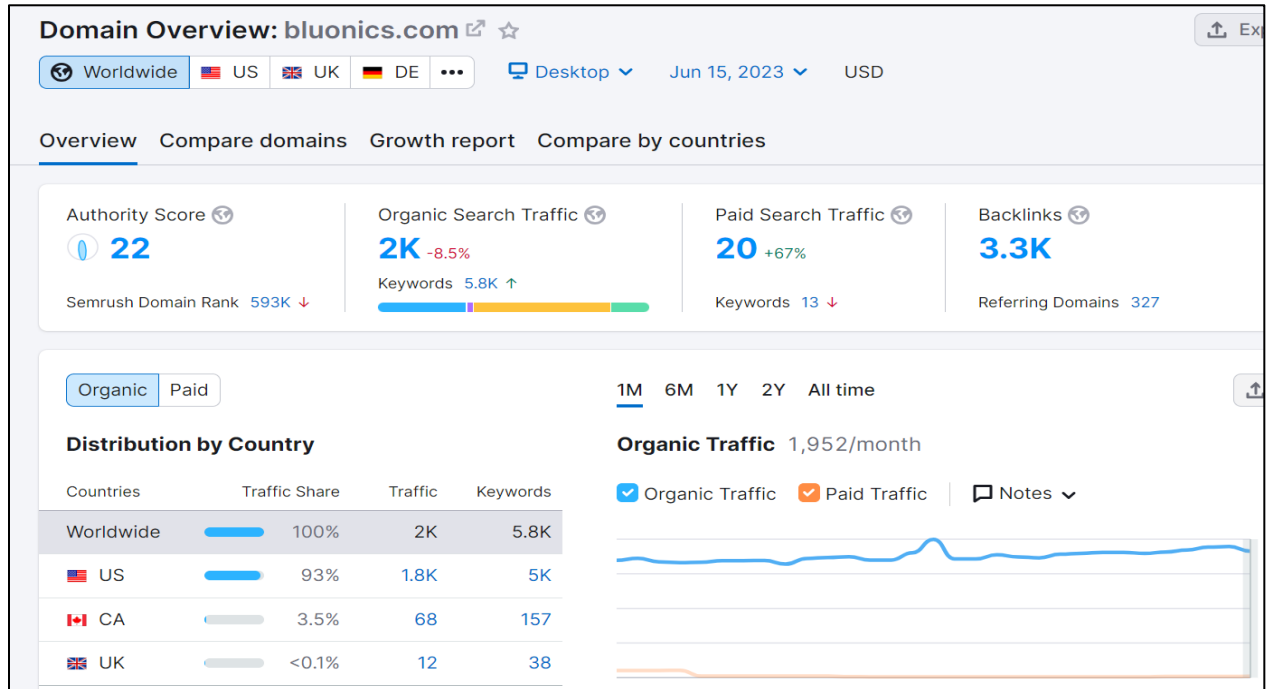 Domain Overview: bluonics.com
Exp
Worldwide US UK DE ••• Desktop Jun 15, 2023 USD
Overview Compare domains Growth report Compare by countries
Authority Score Organic Search Traffic Paid Search Traffic Backlinks
22 2K -8.5% 20 +67% 3.3K
Keywords 5.8K ↑
Semrush Domain Rank 593K ↓ Keywords 13 ↓ Referring Domains 327
Organic Paid
1M 6M 1Y 2Y All time
Distribution by Country
Organic Traffic 1,952/month
Countries Traffic Share Traffic Keywords
Organic Traffic Paid Traffic Notes
Worldwide 100% 2K 5.8K
US 93% 1.8K 5K
CA 3.5% 68 157
UK <0.1% 12 38